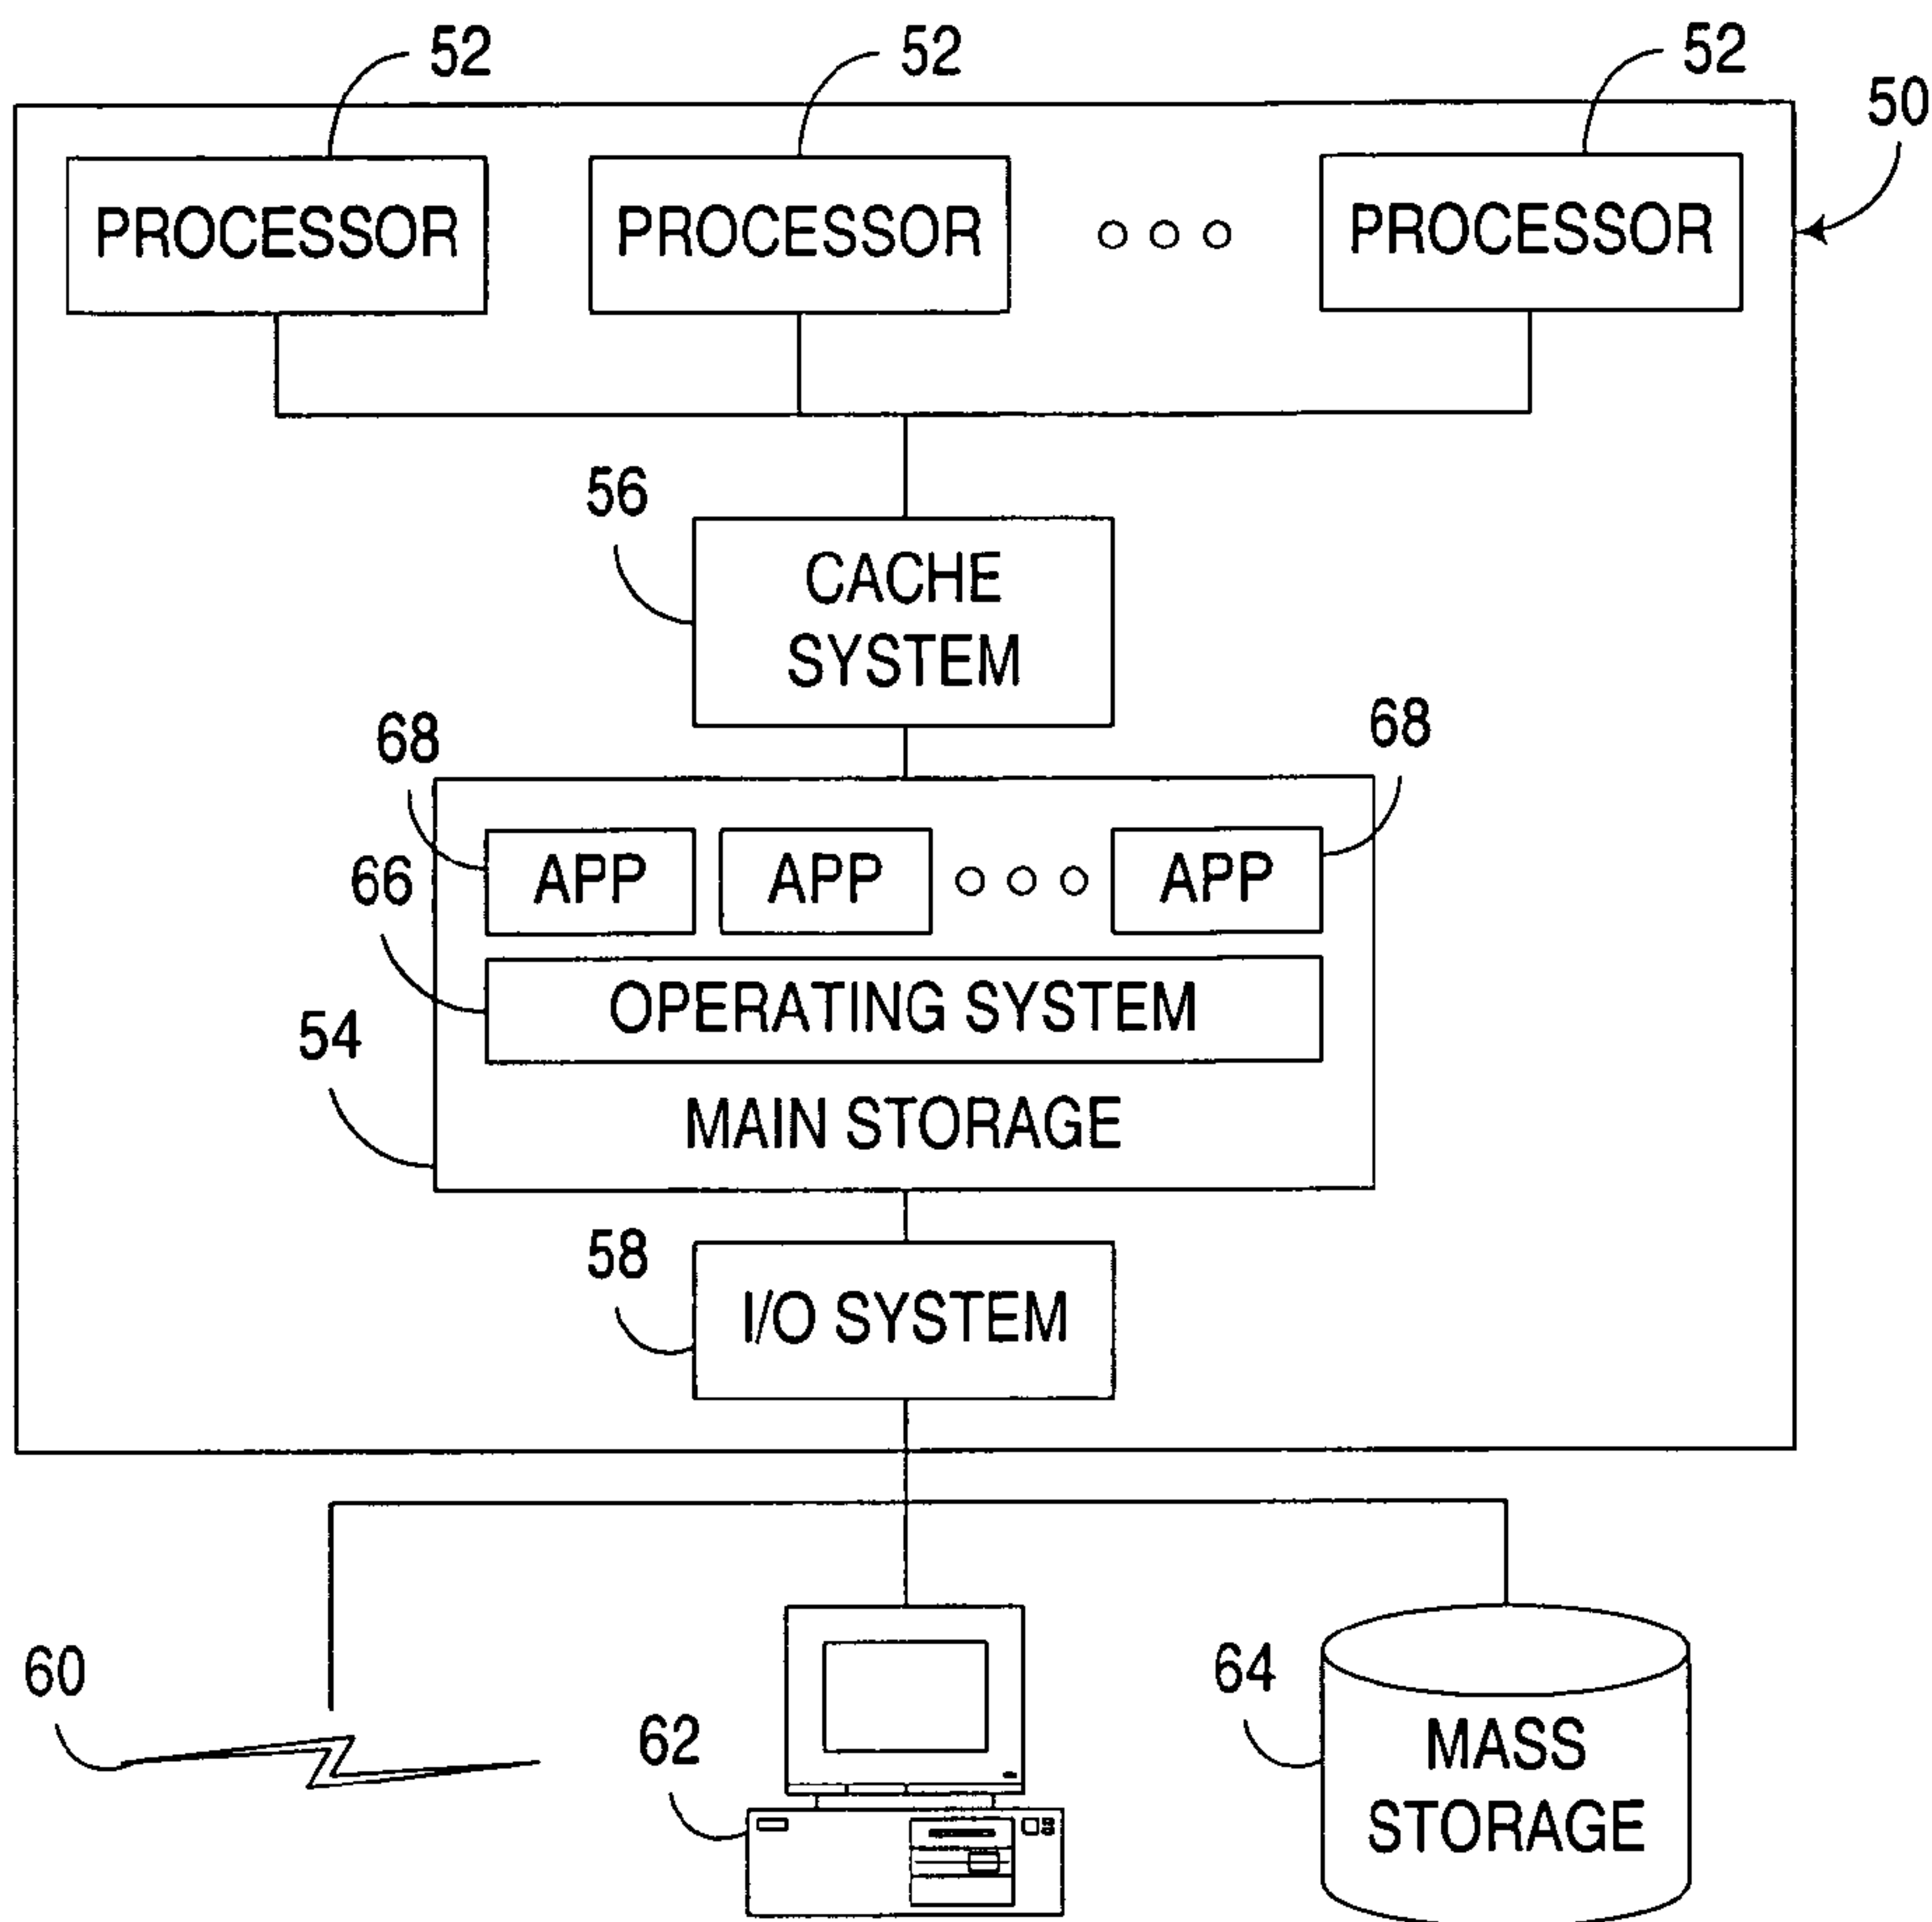 52
52
52
50
PROCESSOR
PROCESSOR
PROCESSOR
56
CACHE
SYSTEM
68
68
APP
APP
APP
66
OPERATING SYSTEM
54
MAIN STORAGE
58
I/O SYSTEM
60
62
64
MASS
STORAGE